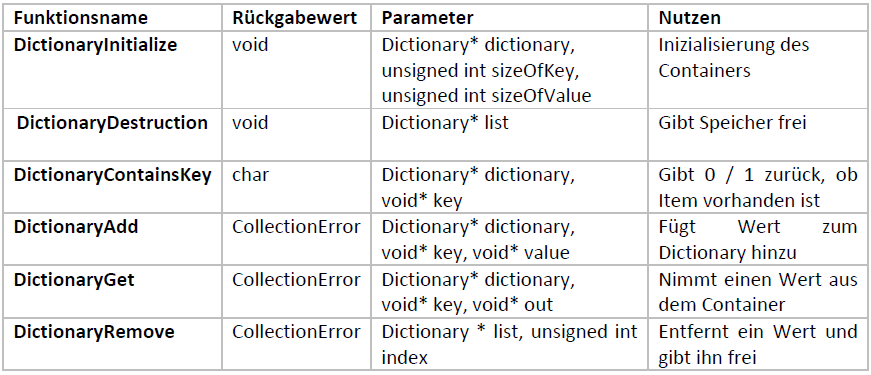 Funktionsname Rückgabewert Parameter Nutzen
DictionaryInitialize void Dictionary* dictionary, Inizialisierung des
unsigned int sizeOfKey, Containers
unsigned int sizeOfValue
DictionaryDestruction void Dictionary* list Gibt Speicher frei
DictionaryContainsKey char Dictionary* dictionary, Gibt 0 / 1 zurück, ob
void* key Item vorhanden ist
DictionaryAdd CollectionError Dictionary* dictionary, Fügt Wert zum
void* key, void* value Dictionary hinzu
DictionaryGet CollectionError Dictionary* dictionary, Nimmt einen Wert aus
void* key, void* out dem Container
DictionaryRemove CollectionError Dictionary * list, unsigned int Entfernt ein Wert und
index gibt ihn frei